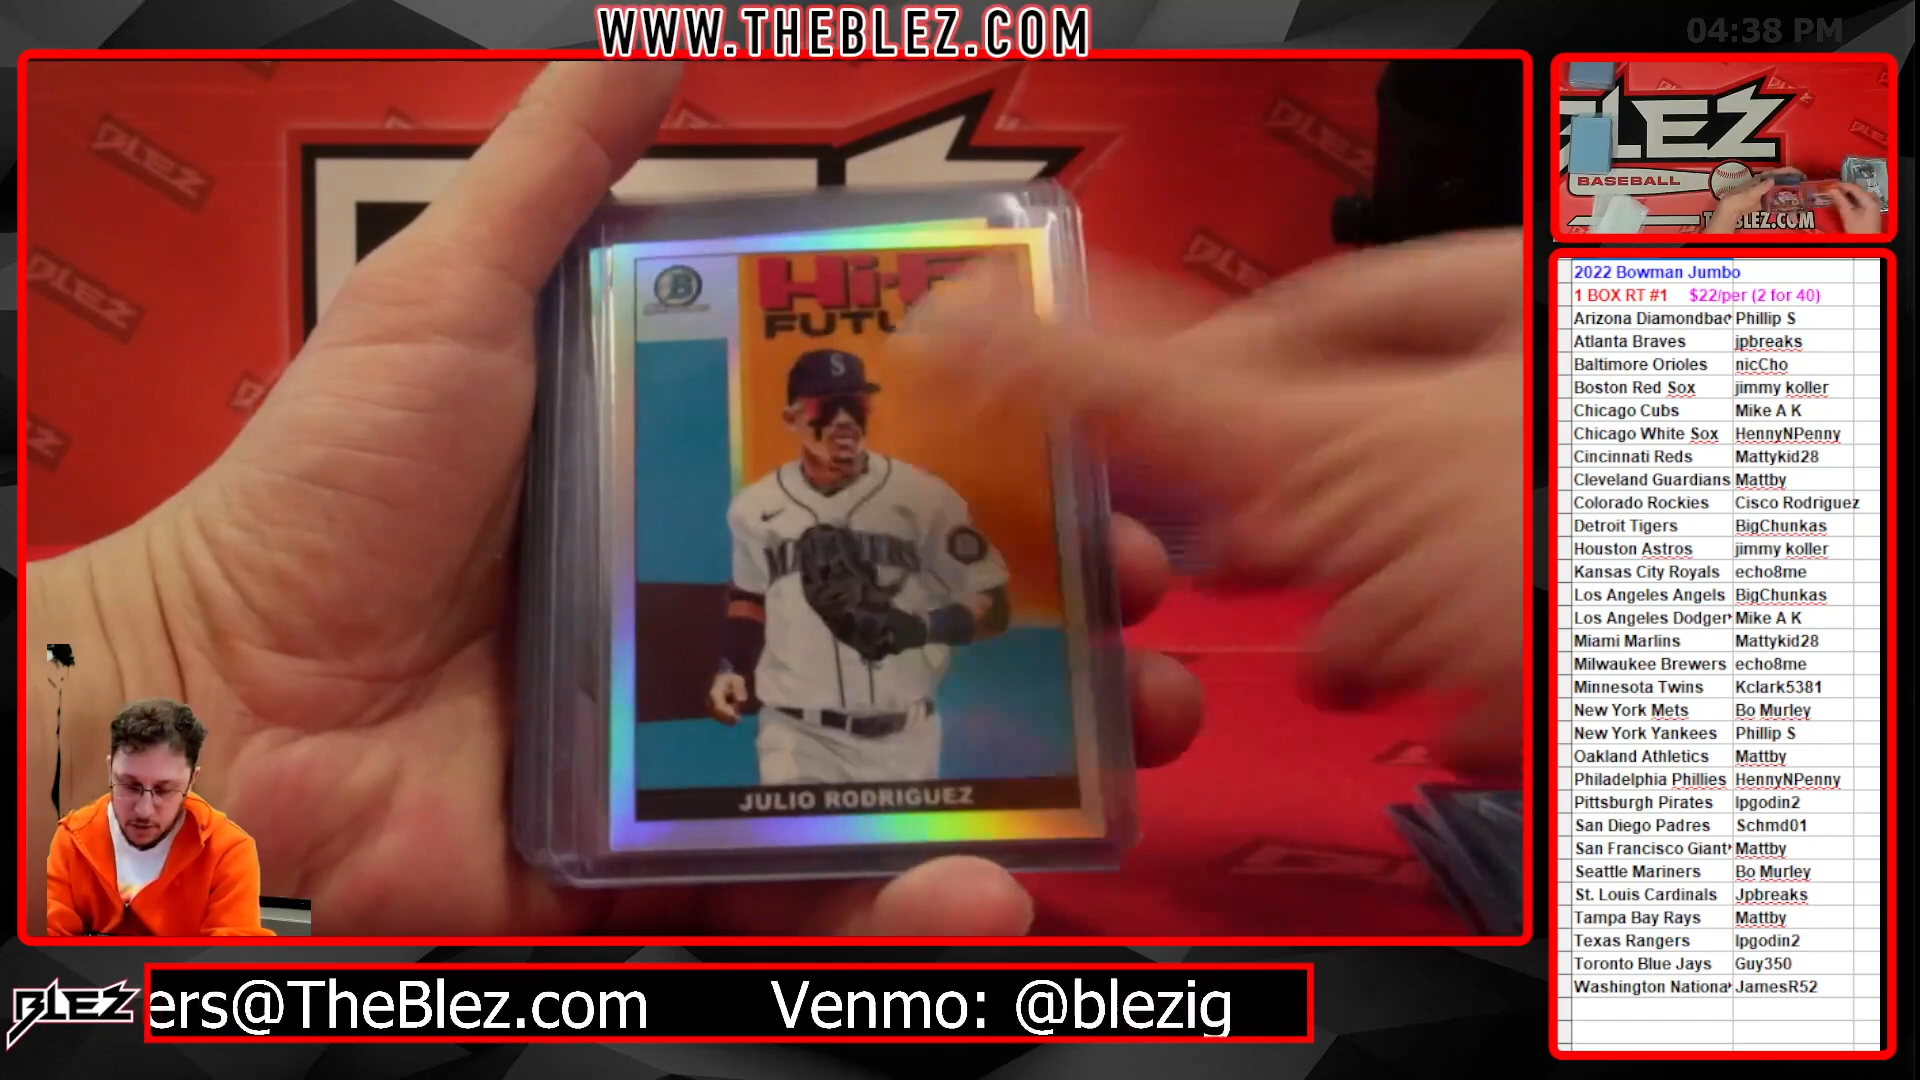 WWW.THEBLEZ.COM
04:38 PM
BLEZ
BLEZ
BLEZ
Hi-F
FUTU
S
MARINERS
JULIO RODRIGUEZ
LEZ
BASEBALL
THEBLEZ.COM
2022 Bowman Jumbo
1 BOX RT #1 $22/per (2 for 40)
Arizona Diamondbac Phillip S
Atlanta Braves jpbreaks
Baltimore Orioles nicCho
Boston Red Sox jimmy koller
Chicago Cubs Mike A K
Chicago White Sox HennyNPenny
Cincinnati Reds Mattykid28
Cleveland Guardians Mattby
Colorado Rockies Cisco Rodriguez
Detroit Tigers BigChunkas
Houston Astros jimmy koller
Kansas City Royals echo8me
Los Angeles Angels BigChunkas
Los Angeles Dodger Mike A K
Miami Marlins Mattykid28
Milwaukee Brewers echo8me
Minnesota Twins Kclark5381
New York Mets Bo Murley
New York Yankees Phillip S
Oakland Athletics Mattby
Philadelphia Phillies HennyNPenny
Pittsburgh Pirates lpgodin2
San Diego Padres Schmd01
San Francisco Giant Mattby
Seattle Mariners Bo Murley
St. Louis Cardinals Jpbreaks
Tampa Bay Rays Mattby
Texas Rangers lpgodin2
Toronto Blue Jays Guy350
Washington Nationa JamesR52
BLEZ
ers@TheBlez.com Venmo: @blezig